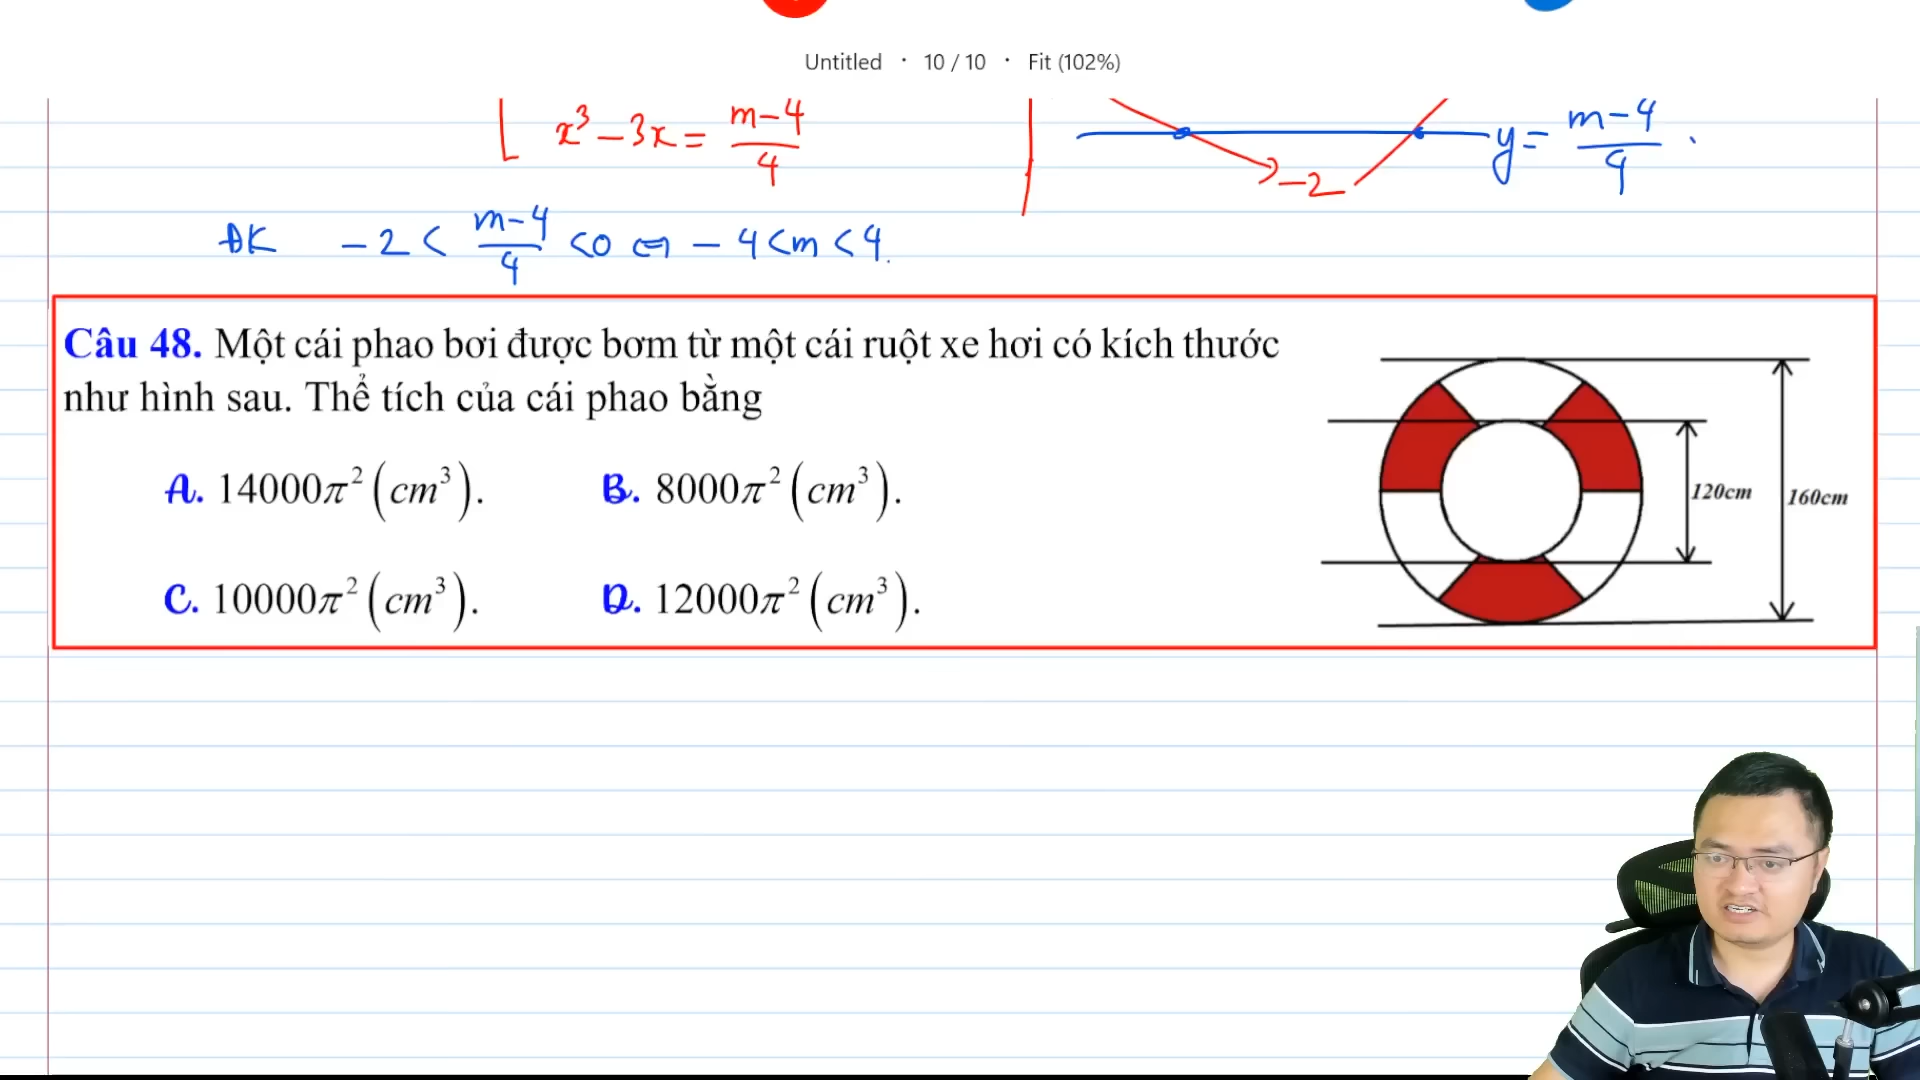 Untitled · 10 / 10 · Fit (102%)
[ x³ − 3x = (m−4)/4
−2
y = (m−4)/4 .
ĐK −2 < (m−4)/4 < 0 ⇔ −4 < m < 4.
Câu 48. Một cái phao bơi được bơm từ một cái ruột xe hơi có kích thước
như hình sau. Thể tích của cái phao bằng
A. 14000π² (cm³). B. 8000π² (cm³).
C. 10000π² (cm³). D. 12000π² (cm³).
120cm
160cm